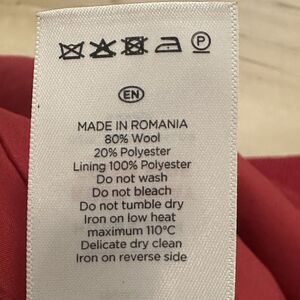 P
EN
MADE IN ROMANIA
80% Wool
20% Polyester
Lining 100% Polyester
Do not wash
Do not bleach
Do not tumble dry
Iron on low heat
maximum 110°C
Delicate dry clean
Iron on reverse side